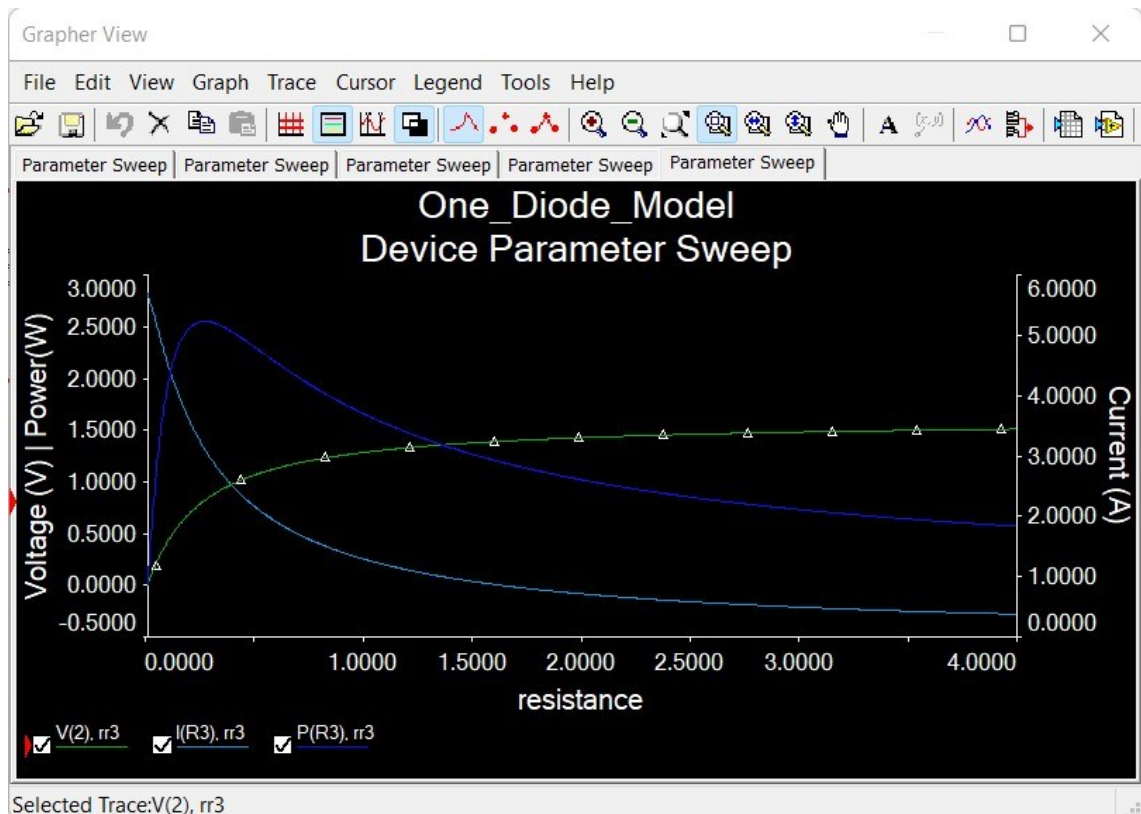 Grapher View
File Edit View Graph Trace Cursor Legend Tools Help
A (x,y)
Parameter Sweep Parameter Sweep Parameter Sweep Parameter Sweep Parameter Sweep
One_Diode_Model
Device Parameter Sweep
Voltage (V) | Power(W)
3.0000
2.5000
2.0000
1.5000
1.0000
0.5000
0.0000
-0.5000
6.0000
5.0000
4.0000
3.0000
2.0000
1.0000
0.0000
Current (A)
0.0000 1.0000 1.5000 2.0000 2.5000 3.0000 4.0000
resistance
V(2), rr3 I(R3), rr3 P(R3), rr3
Selected Trace:V(2), rr3